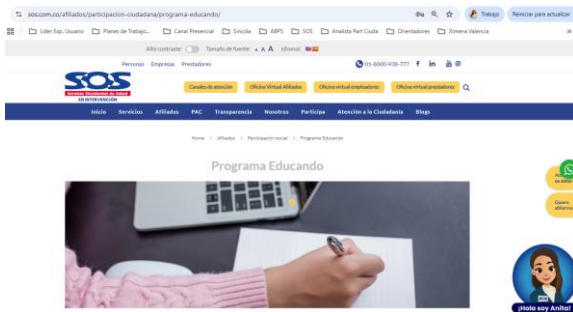 sos.com.co/afiliados/participacion-ciudadana/programa-educando/
Trabajo
Reiniciar para actualizar
Lider Esp. Usuario Planes de Trabajo... Canal Presencial Sincola ABPS SOS Analista Part Ciuda Orientadores Ximena Valencia
Alto contraste: Tamaño de fuente: A A A Idiomas:
Personas Empresas Prestadores
01-8000-938-777
SOS
Servicio Occidental de Salud
EN INTERVENCIÓN
Canales de atención Oficina Virtual Afiliados Oficina virtual empleadores Oficina virtual prestadores
Inicio Servicios Afiliados PAC Transparencia Nosotros Participa Atención a la Ciudadanía Blogs
Home / Afiliados / Participación social / Programa Educando
Programa Educando
Quiero
afiliarme
¡Hola soy Anita!